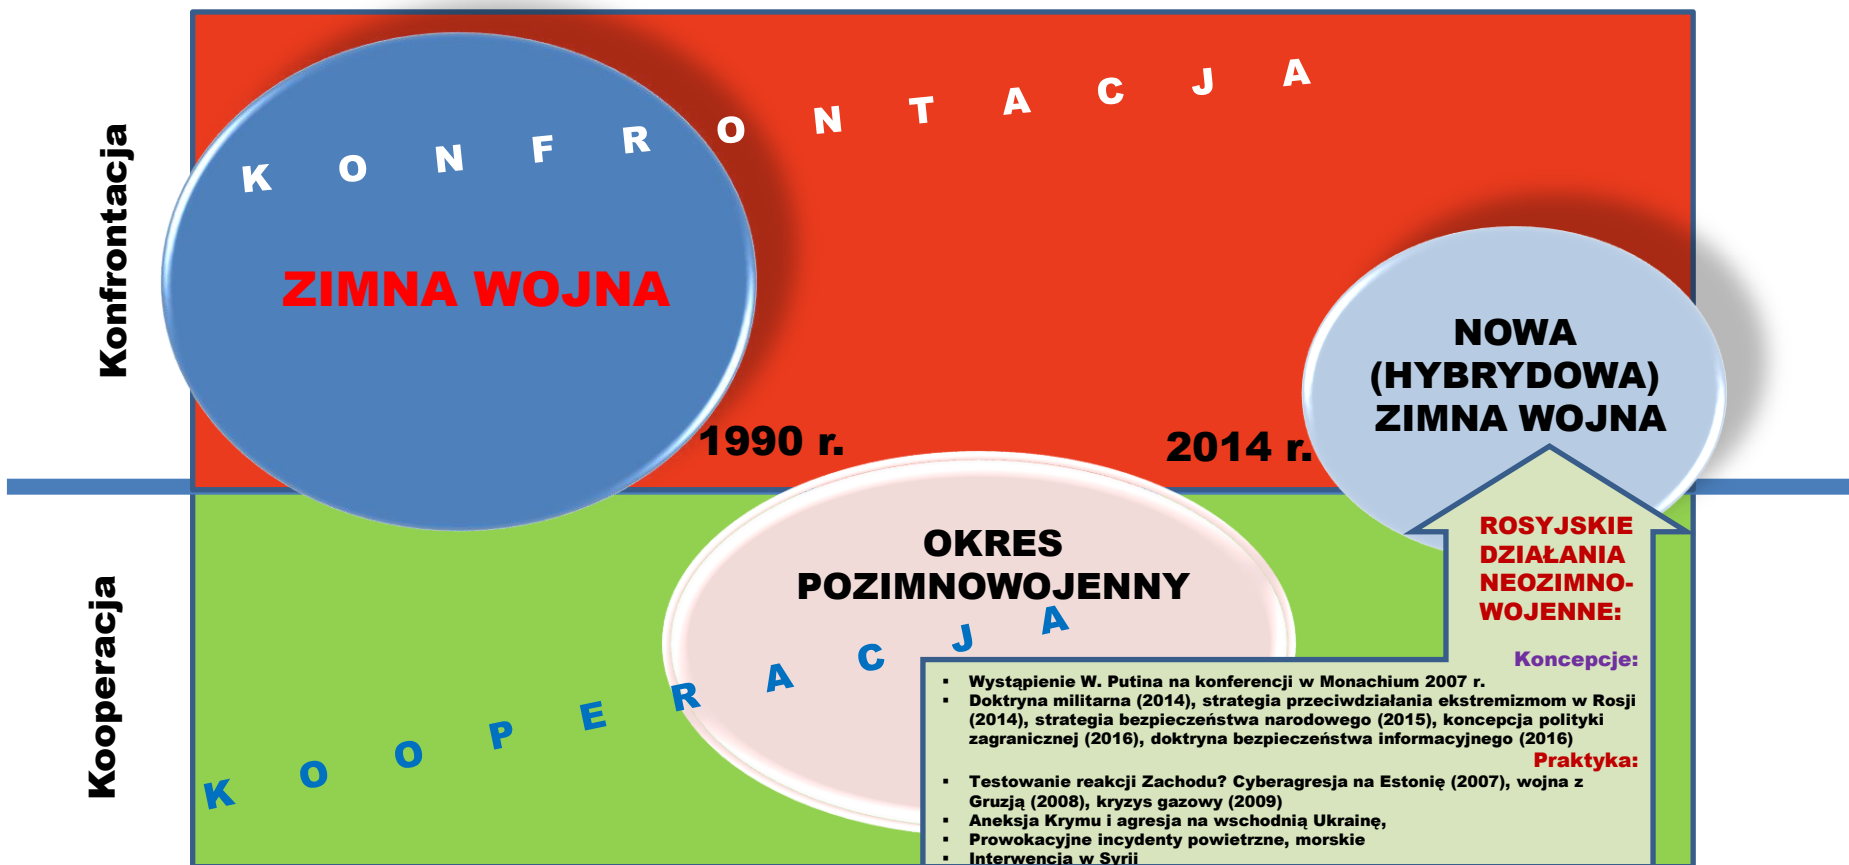 Konfrontacja
K O N F R O N T A C J A
ZIMNA WOJNA
NOWA
(HYBRYDOWA)
ZIMNA WOJNA
1990 r.
2014 r.
Kooperacja
OKRES
POZIMNOWOJENNY
K O O P E R A C J A
ROSYJSKIE
DZIAŁANIA
NEOZIMNO-
WOJENNE:
Koncepcje:
▪ Wystąpienie W. Putina na konferencji w Monachium 2007 r.
▪ Doktryna militarna (2014), strategia przeciwdziałania ekstremizmom w Rosji
(2014), strategia bezpieczeństwa narodowego (2015), koncepcja polityki
zagranicznej (2016), doktryna bezpieczeństwa informacyjnego (2016)
Praktyka:
▪ Testowanie reakcji Zachodu? Cyberagresja na Estonię (2007), wojna z
Gruzją (2008), kryzys gazowy (2009)
▪ Aneksja Krymu i agresja na wschodnią Ukrainę,
▪ Prowokacyjne incydenty powietrzne, morskie
▪ Interwencja w Syrii